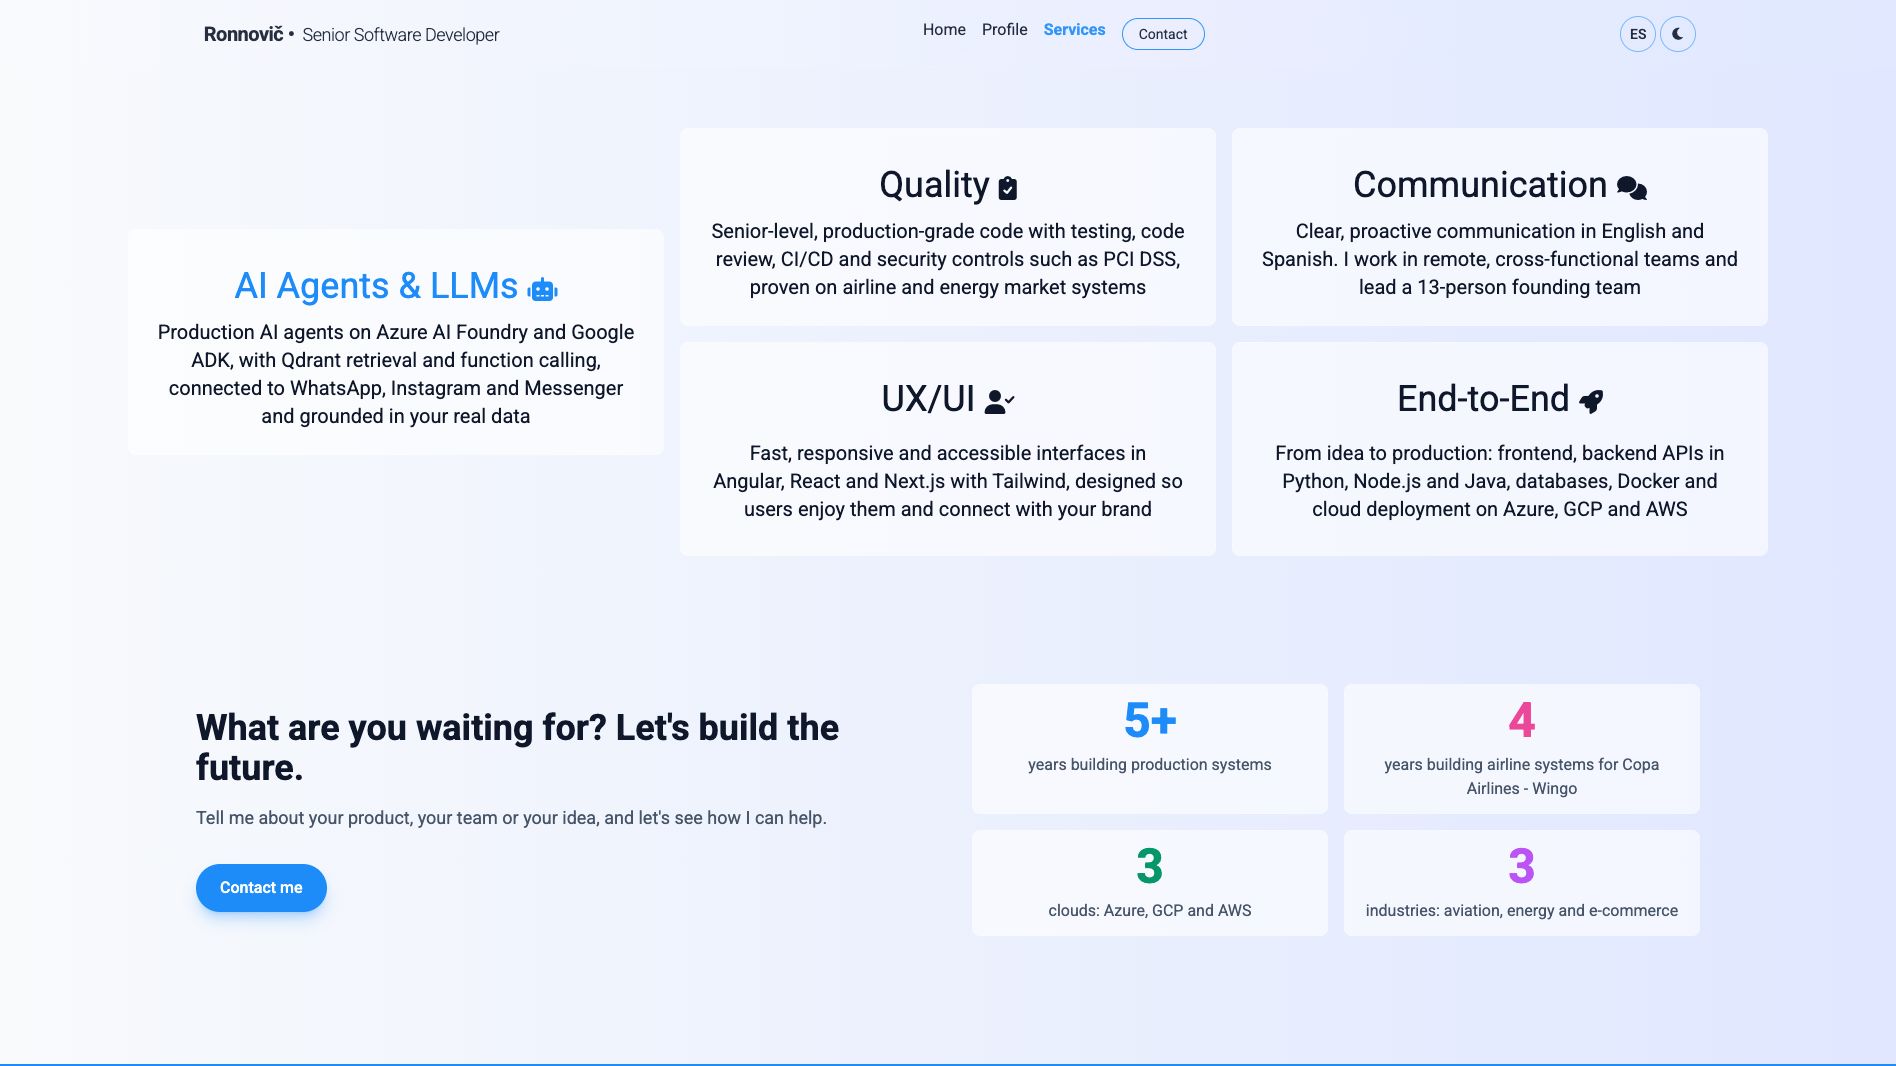 Ronnovič • Senior Software Developer
Home
Profile
Services
Contact
ES
AI Agents & LLMs
Production AI agents on Azure AI Foundry and Google
ADK, with Qdrant retrieval and function calling,
connected to WhatsApp, Instagram and Messenger
and grounded in your real data
Quality
Senior-level, production-grade code with testing, code
review, CI/CD and security controls such as PCI DSS,
proven on airline and energy market systems
Communication
Clear, proactive communication in English and
Spanish. I work in remote, cross-functional teams and
lead a 13-person founding team
UX/UI
Fast, responsive and accessible interfaces in
Angular, React and Next.js with Tailwind, designed so
users enjoy them and connect with your brand
End-to-End
From idea to production: frontend, backend APIs in
Python, Node.js and Java, databases, Docker and
cloud deployment on Azure, GCP and AWS
What are you waiting for? Let's build the
future.
Tell me about your product, your team or your idea, and let's see how I can help.
Contact me
5+
years building production systems
4
years building airline systems for Copa
Airlines - Wingo
3
clouds: Azure, GCP and AWS
3
industries: aviation, energy and e-commerce